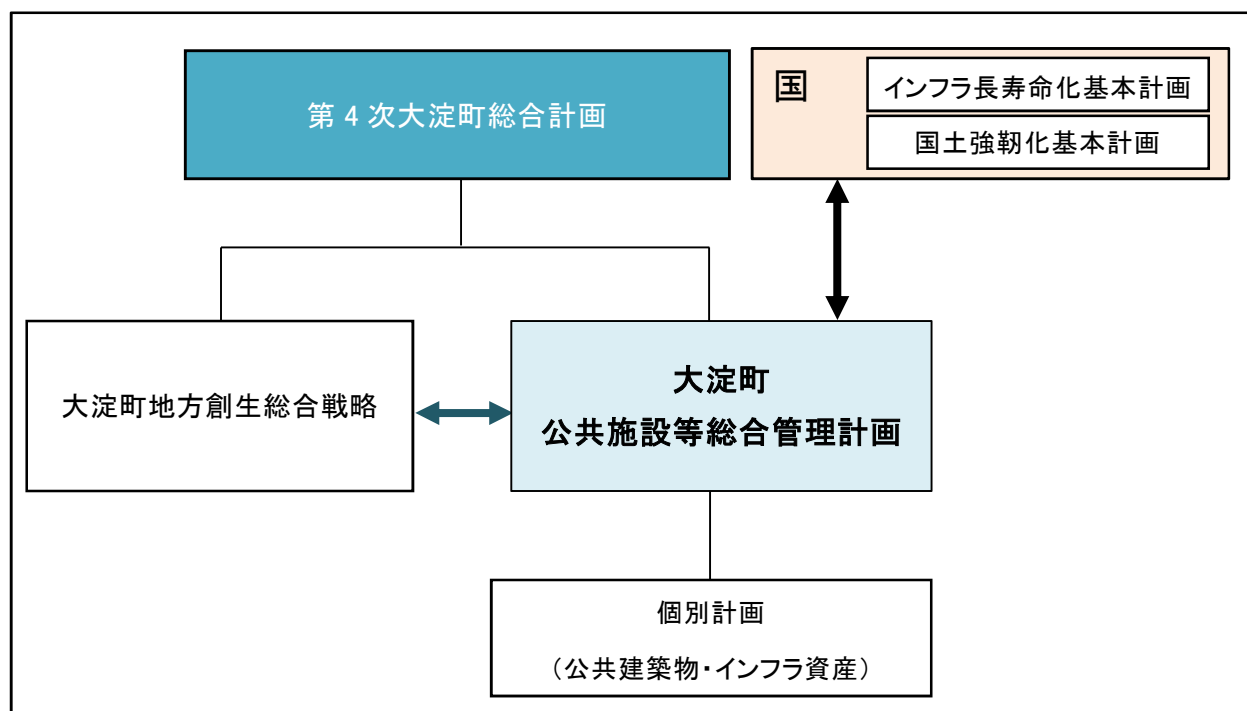 第4次大淀町総合計画
国
インフラ長寿命化基本計画
国土強靭化基本計画
大淀町地方創生総合戦略
大淀町
公共施設等総合管理計画
個別計画
（公共建築物・インフラ資産）